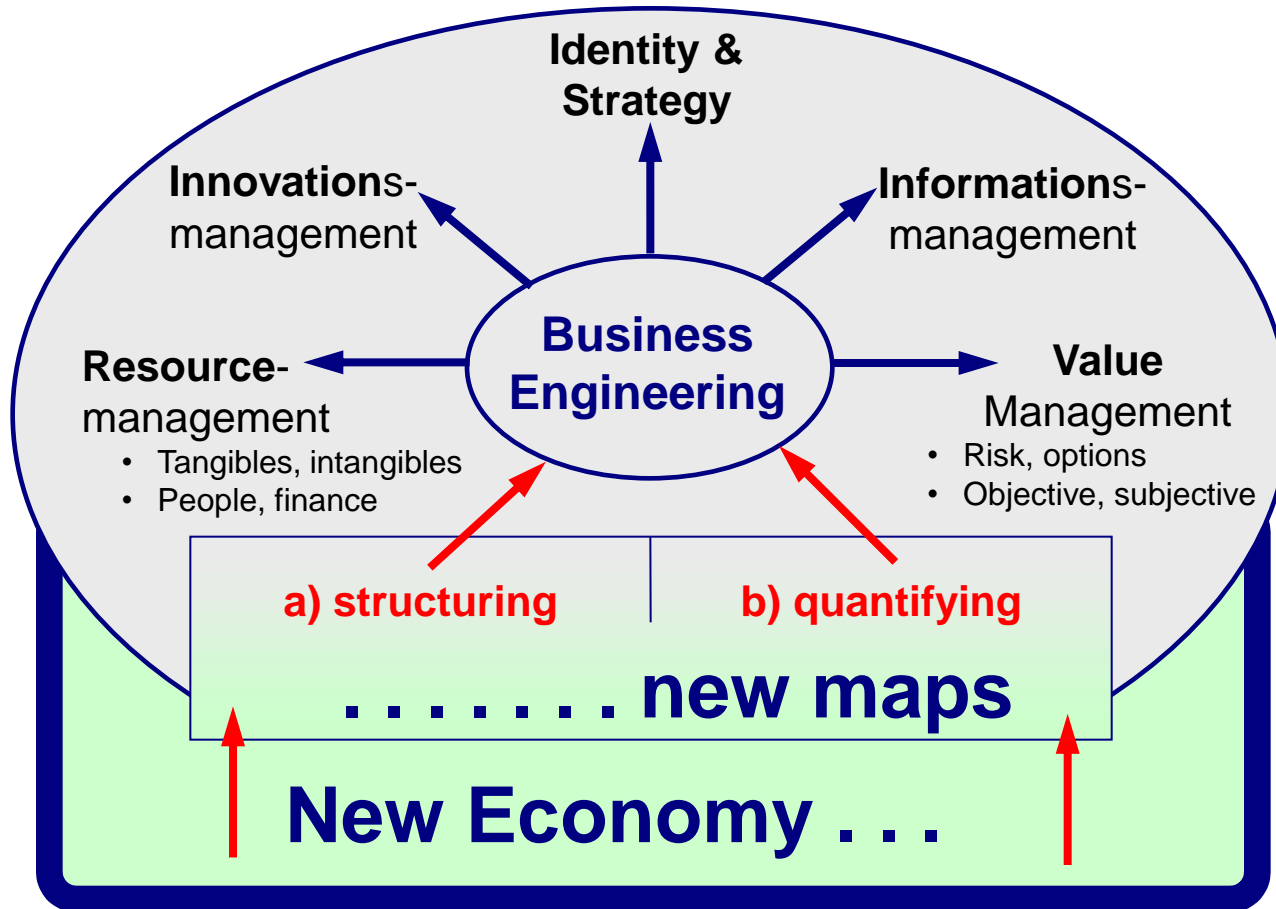 Identity &
Strategy
Innovations-
management
Informations-
management
Business
Engineering
Resource-
management
• Tangibles, intangibles
• People, finance
Value
Management
• Risk, options
• Objective, subjective
a) structuring
b) quantifying
. . . . . . . new maps
New Economy . . .